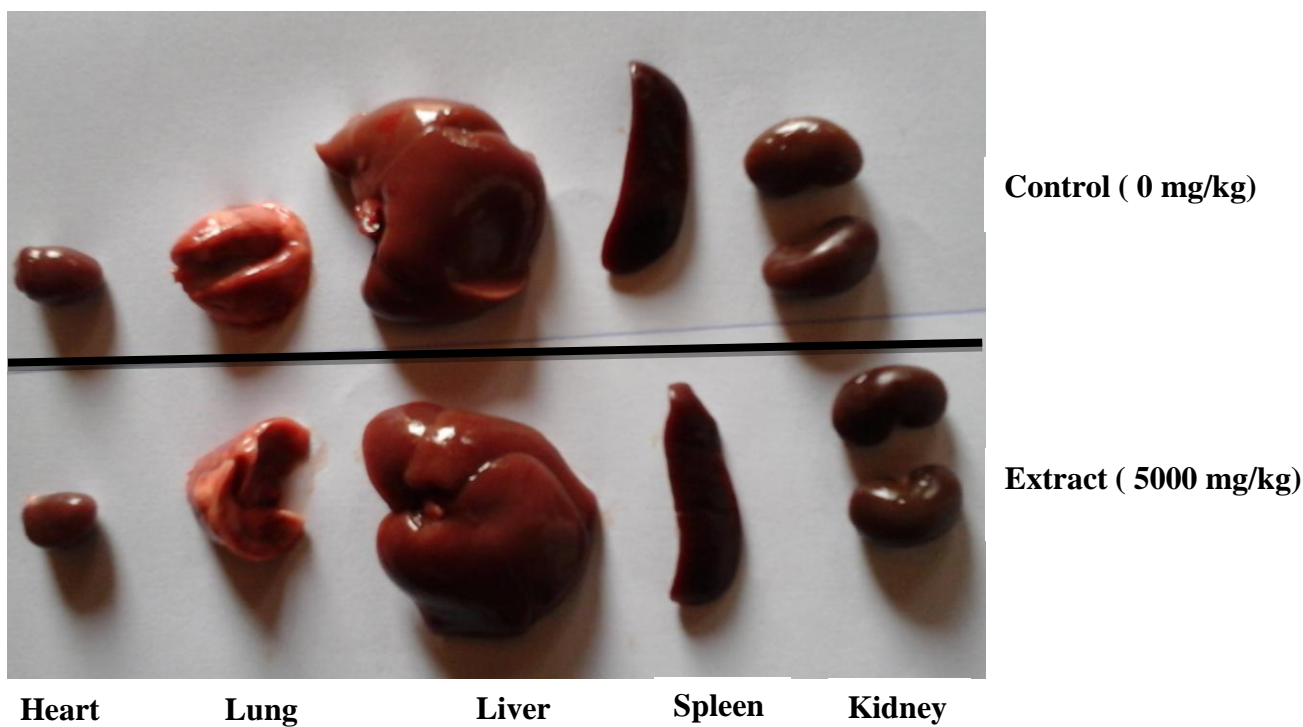 Control ( 0 mg/kg)
Extract ( 5000 mg/kg)
Heart Lung Liver Spleen Kidney